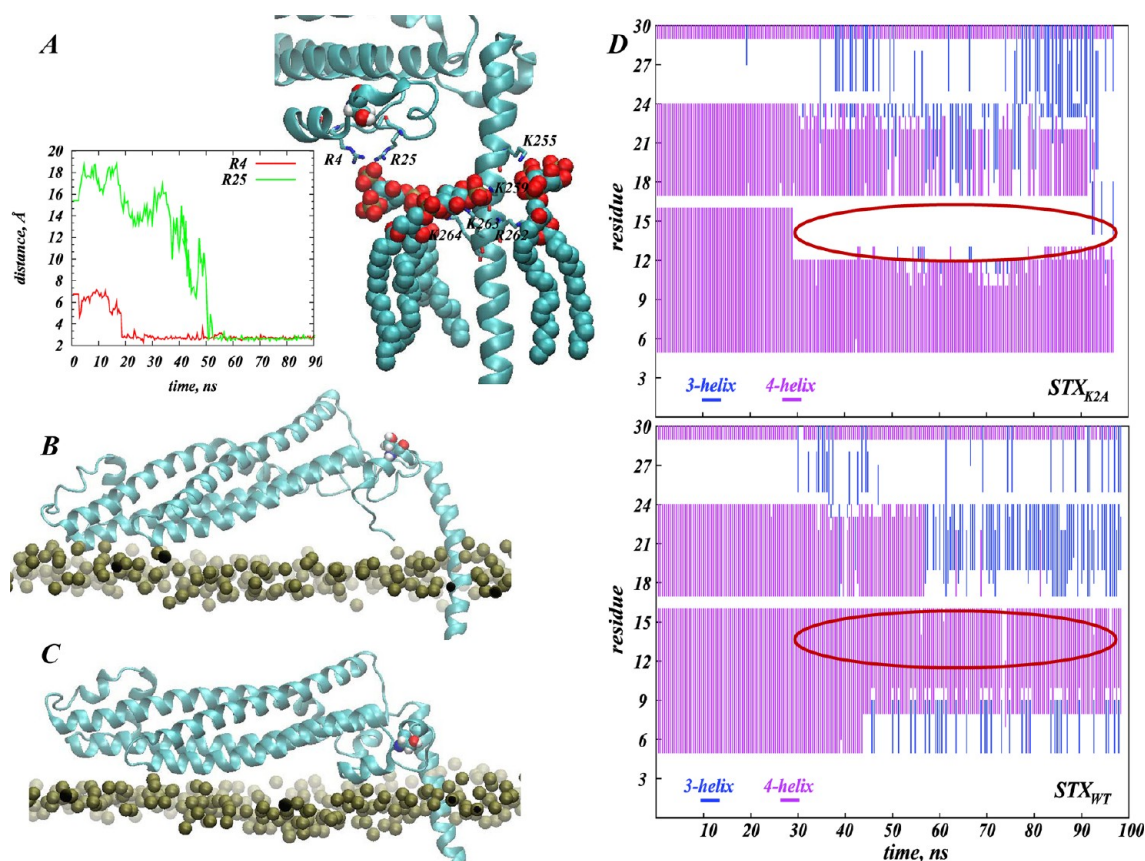 A
R4
R25
K255
K259
K263
K264
R262
distance, Å
20
18
16
14
12
10
8
6
4
2
R4
R25
0 10 20 30 40 50 60 70 80 90
time, ns
B
C
D
residue
30
27
24
21
18
15
12
9
6
3
3-helix
4-helix
STX_K2A
residue
30
27
24
21
18
15
12
9
6
3
3-helix
4-helix
STX_WT
10 20 30 40 50 60 70 80 90 100
time, ns